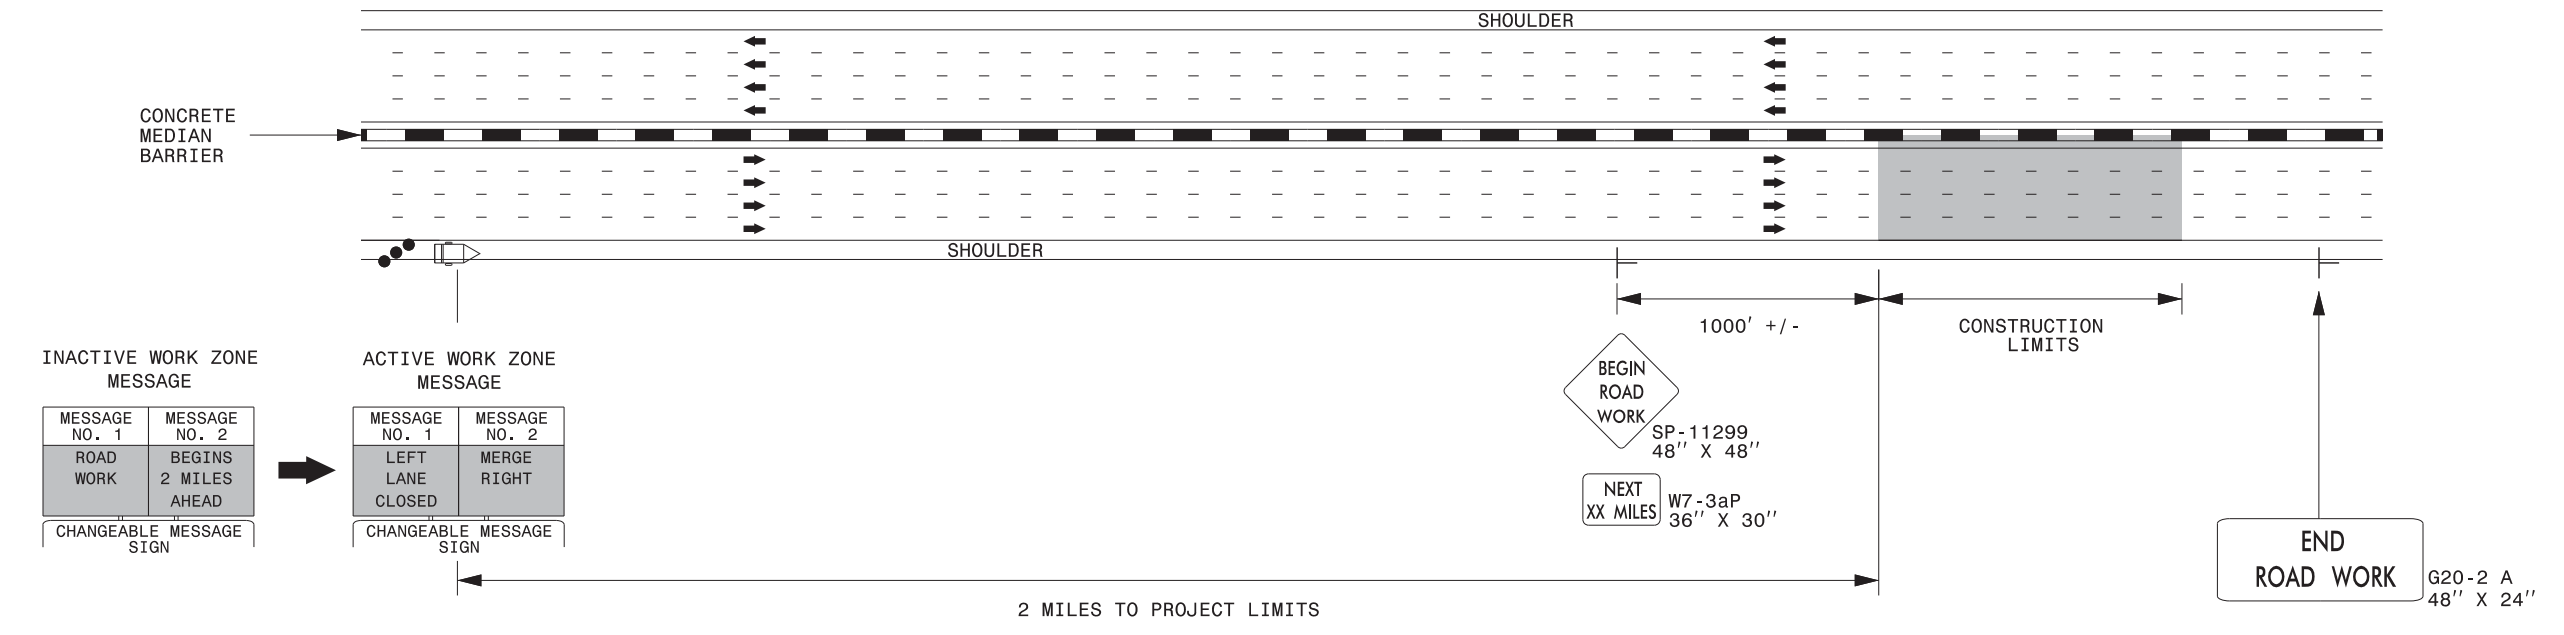 SHOULDER
CONCRETE
MEDIAN
BARRIER
SHOULDER
1000' +/-
CONSTRUCTION
LIMITS
INACTIVE WORK ZONE
MESSAGE
MESSAGE
NO. 1
MESSAGE
NO. 2
ROAD
WORK
BEGINS
2 MILES
AHEAD
CHANGEABLE MESSAGE
SIGN
ACTIVE WORK ZONE
MESSAGE
MESSAGE
NO. 1
MESSAGE
NO. 2
LEFT
LANE
CLOSED
MERGE
RIGHT
CHANGEABLE MESSAGE
SIGN
BEGIN
ROAD
WORK
SP-11299
48'' X 48''
NEXT
XX MILES
W7-3aP
36'' X 30''
END
ROAD WORK
G20-2 A
48'' X 24''
2 MILES TO PROJECT LIMITS